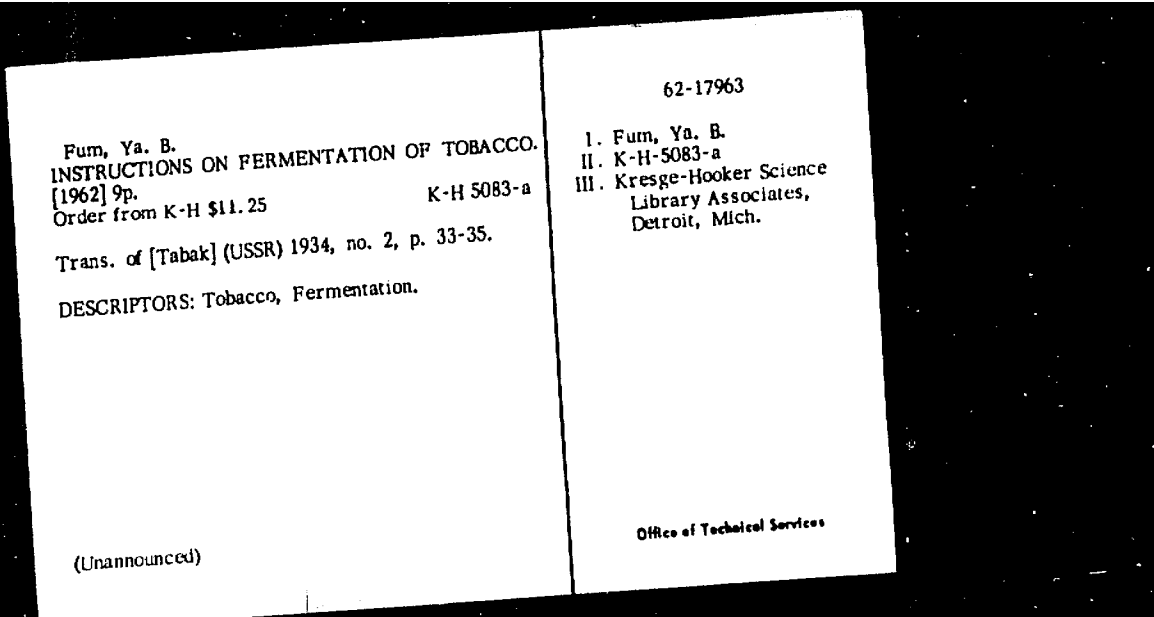 Fum, Ya. B.
INSTRUCTIONS ON FERMENTATION OF TOBACCO.
[1962] 9p.
Order from K-H $11.25 K-H 5083-a
Trans. of [Tabak] (USSR) 1934, no. 2, p. 33-35.
DESCRIPTORS: Tobacco, Fermentation.
(Unannounced)
62-17963
I. Fum, Ya. B.
II. K-H-5083-a
III. Kresge-Hooker Science
Library Associates,
Detroit, Mich.
Office of Technical Services